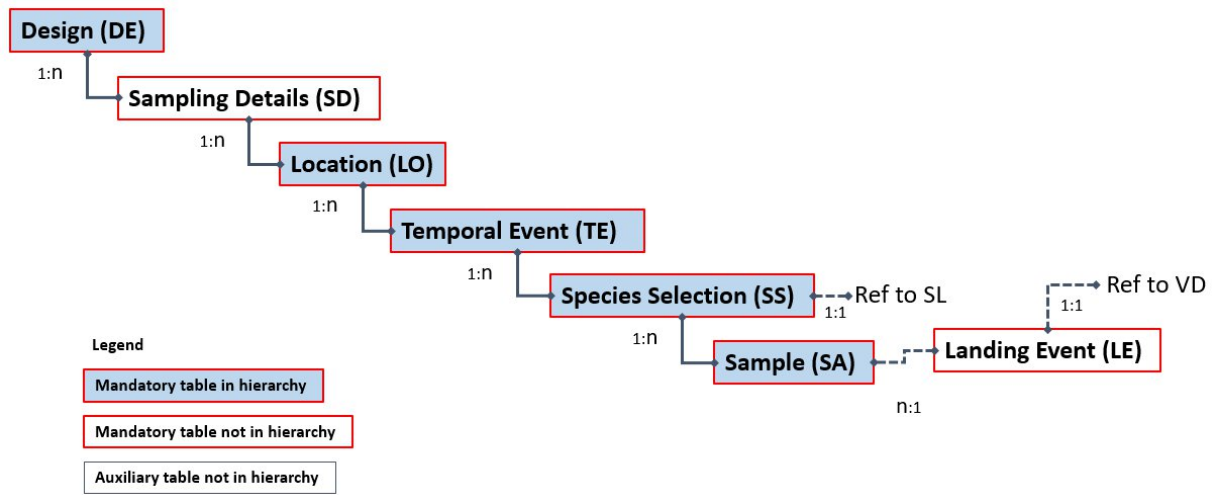 Design (DE)
1:n
Sampling Details (SD)
1:n
Location (LO)
1:n
Temporal Event (TE)
1:n
Species Selection (SS)
1:1
Ref to SL
1:1
Ref to VD
1:n
Sample (SA)
n:1
Landing Event (LE)
Legend
Mandatory table in hierarchy
Mandatory table not in hierarchy
Auxiliary table not in hierarchy